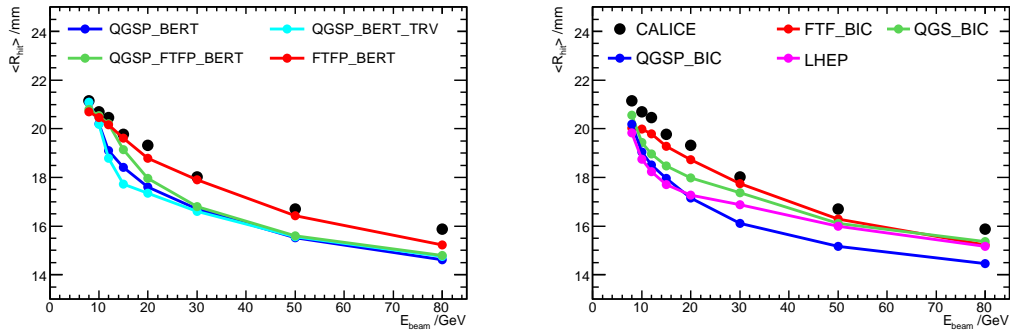 <R_hit> /mm
24
22
20
18
16
14
QGSP_BERT QGSP_BERT_TRV
QGSP_FTFP_BERT FTFP_BERT
0 10 20 30 40 50 60 70 80
E_beam /GeV
<R_hit> /mm
24
22
20
18
16
14
CALICE FTF_BIC QGS_BIC
QGSP_BIC LHEP
0 10 20 30 40 50 60 70 80
E_beam /GeV